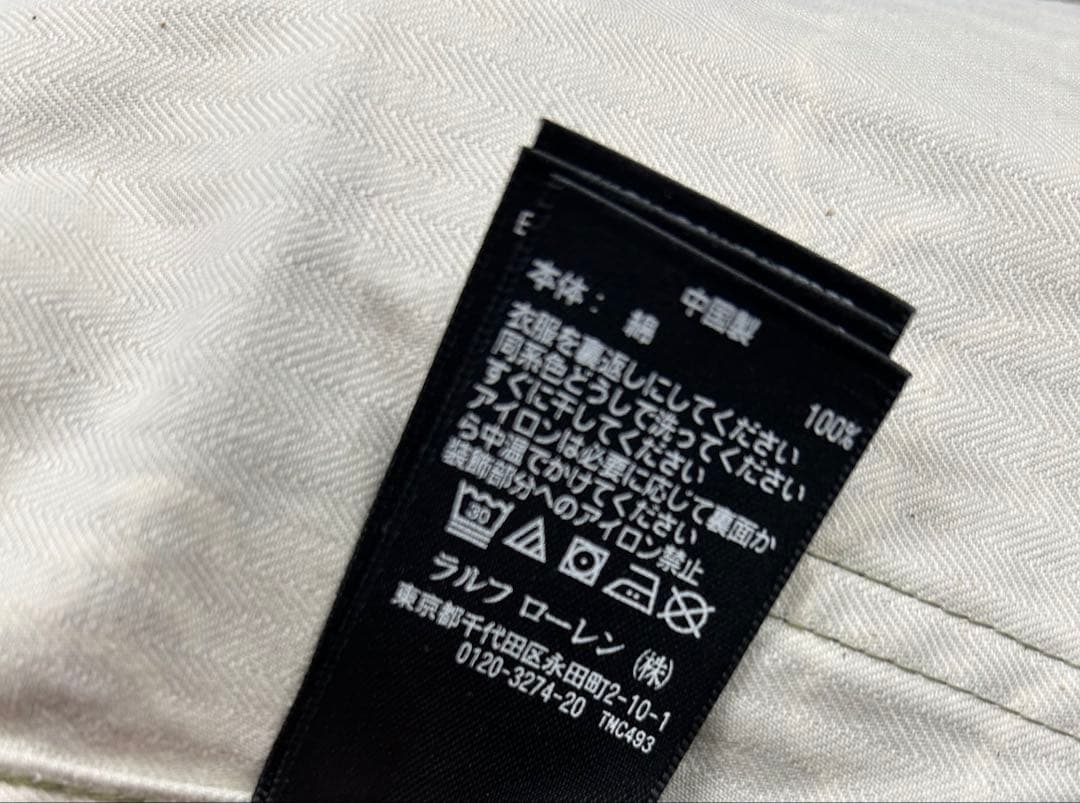 E
中国製
本体: 綿 100%
衣服を裏返しにしてください
同系色どうしで洗ってください
すぐに干してください
アイロンは必要に応じて裏面か
ら中温でかけてください
装飾部分へのアイロン禁止
30
ラルフ ローレン (株)
東京都千代田区永田町2-10-1
0120-3274-20 TMC493